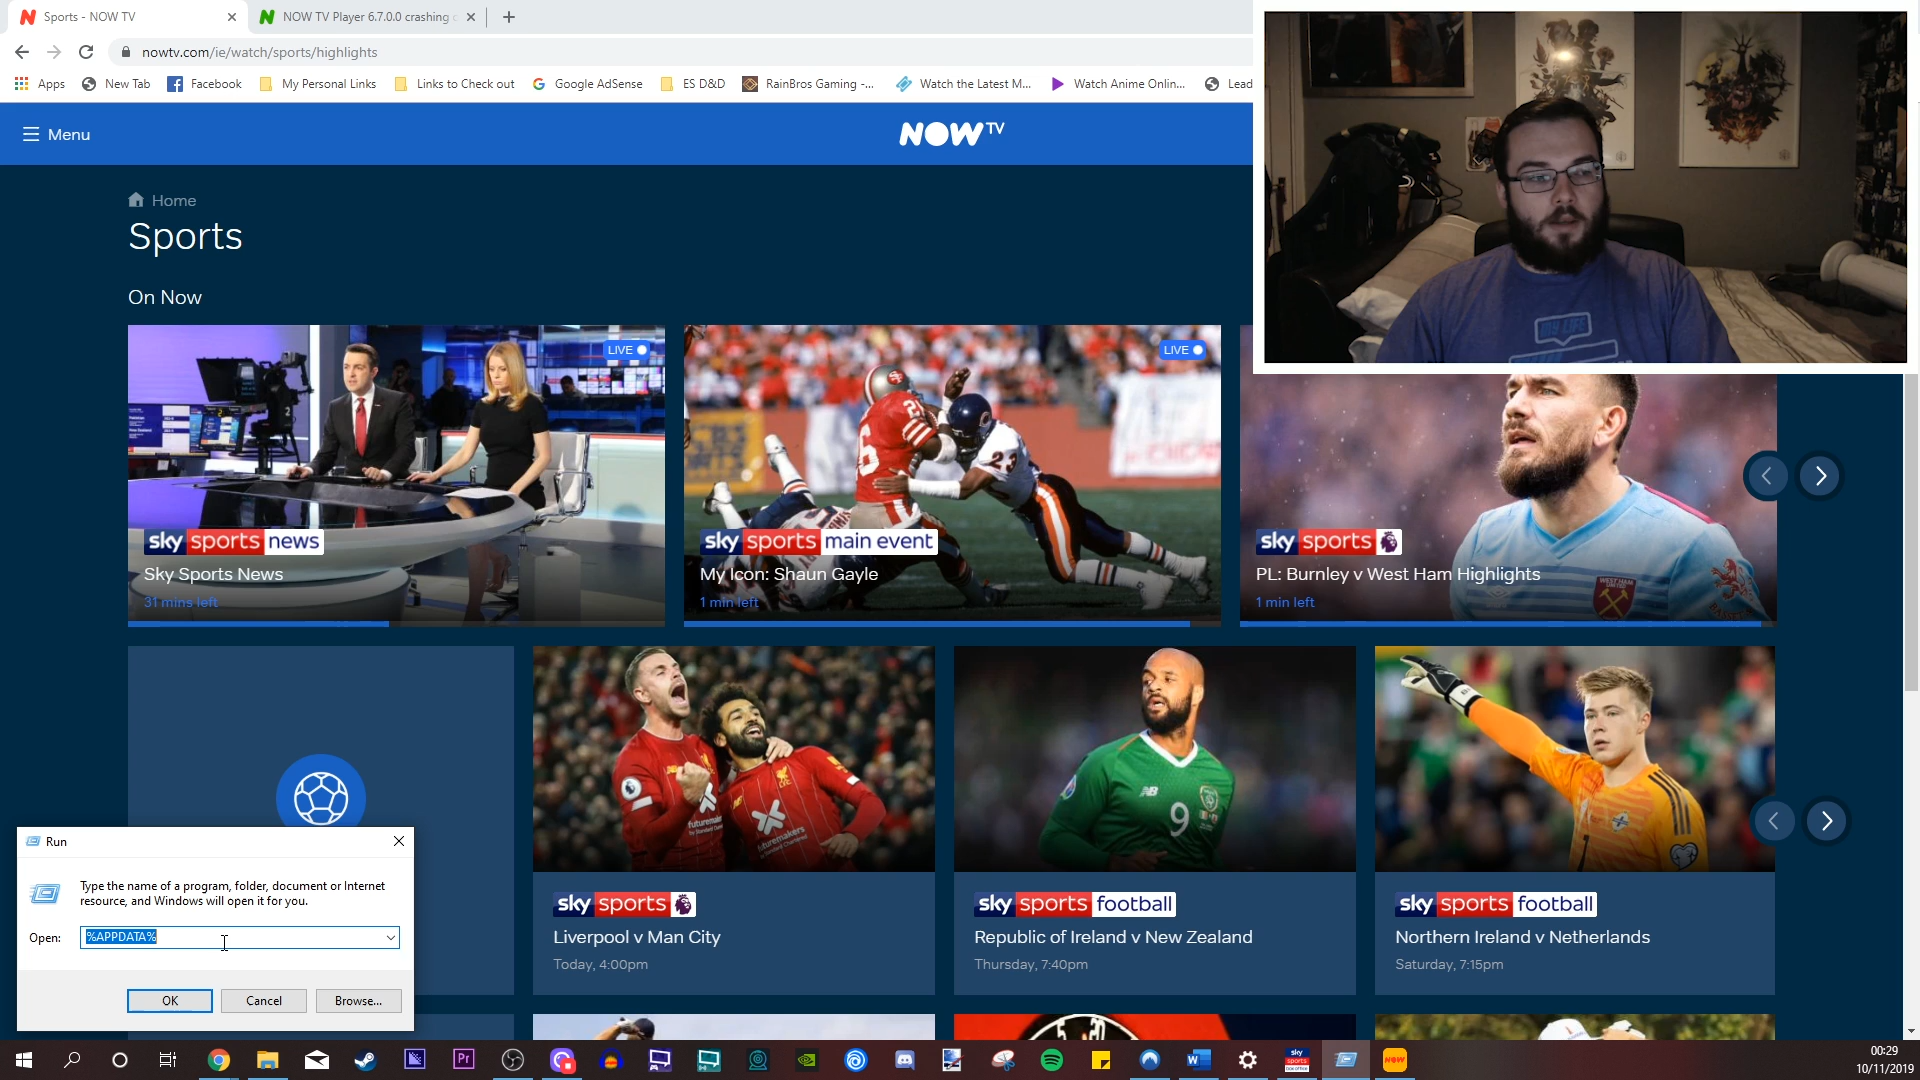 Sports - NOW TV
NOW TV Player 6.7.0.0 crashing
nowtv.com/ie/watch/sports/highlights
Apps
New Tab
Facebook
My Personal Links
Links to Check out
Google AdSense
ES D&D
RainBros Gaming -...
Watch the Latest M...
Watch Anime Onlin...
Lead
Menu
NOW TV
Home
Sports
On Now
LIVE
LIVE
sky sports news
Sky Sports News
31 mins left
sky sports main event
My Icon: Shaun Gayle
1 min left
sky sports
PL: Burnley v West Ham Highlights
1 min left
MY LIFE
23
9
sky sports
Liverpool v Man City
Today, 4:00pm
sky sports football
Republic of Ireland v New Zealand
Thursday, 7:40pm
sky sports football
Northern Ireland v Netherlands
Saturday, 7:15pm
Run
Type the name of a program, folder, document or Internet
resource, and Windows will open it for you.
Open:
%APPDATA%
OK
Cancel
Browse...
00:29
10/11/2019